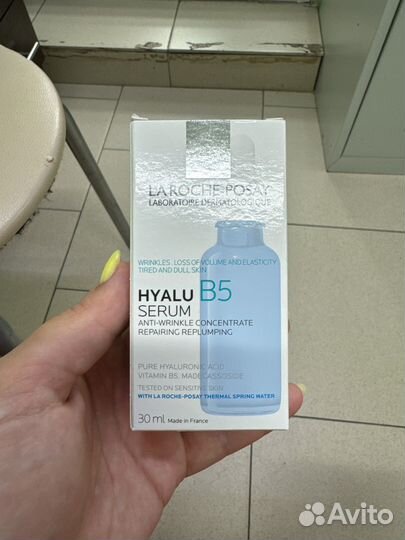 LA ROCHE-POSAY
LABORATOIRE DERMATOLOGIQUE
WRINKLES, LOSS OF VOLUME AND ELASTICITY
TIRED AND DULL SKIN
HYALU B5
SERUM
ANTI-WRINKLE CONCENTRATE
REPAIRING REPLUMPING
PURE HYALURONIC ACID
VITAMIN B5, MADECASSOSIDE
TESTED ON SENSITIVE SKIN
WITH LA ROCHE-POSAY THERMAL SPRING WATER
30 ml Made in France
Avito